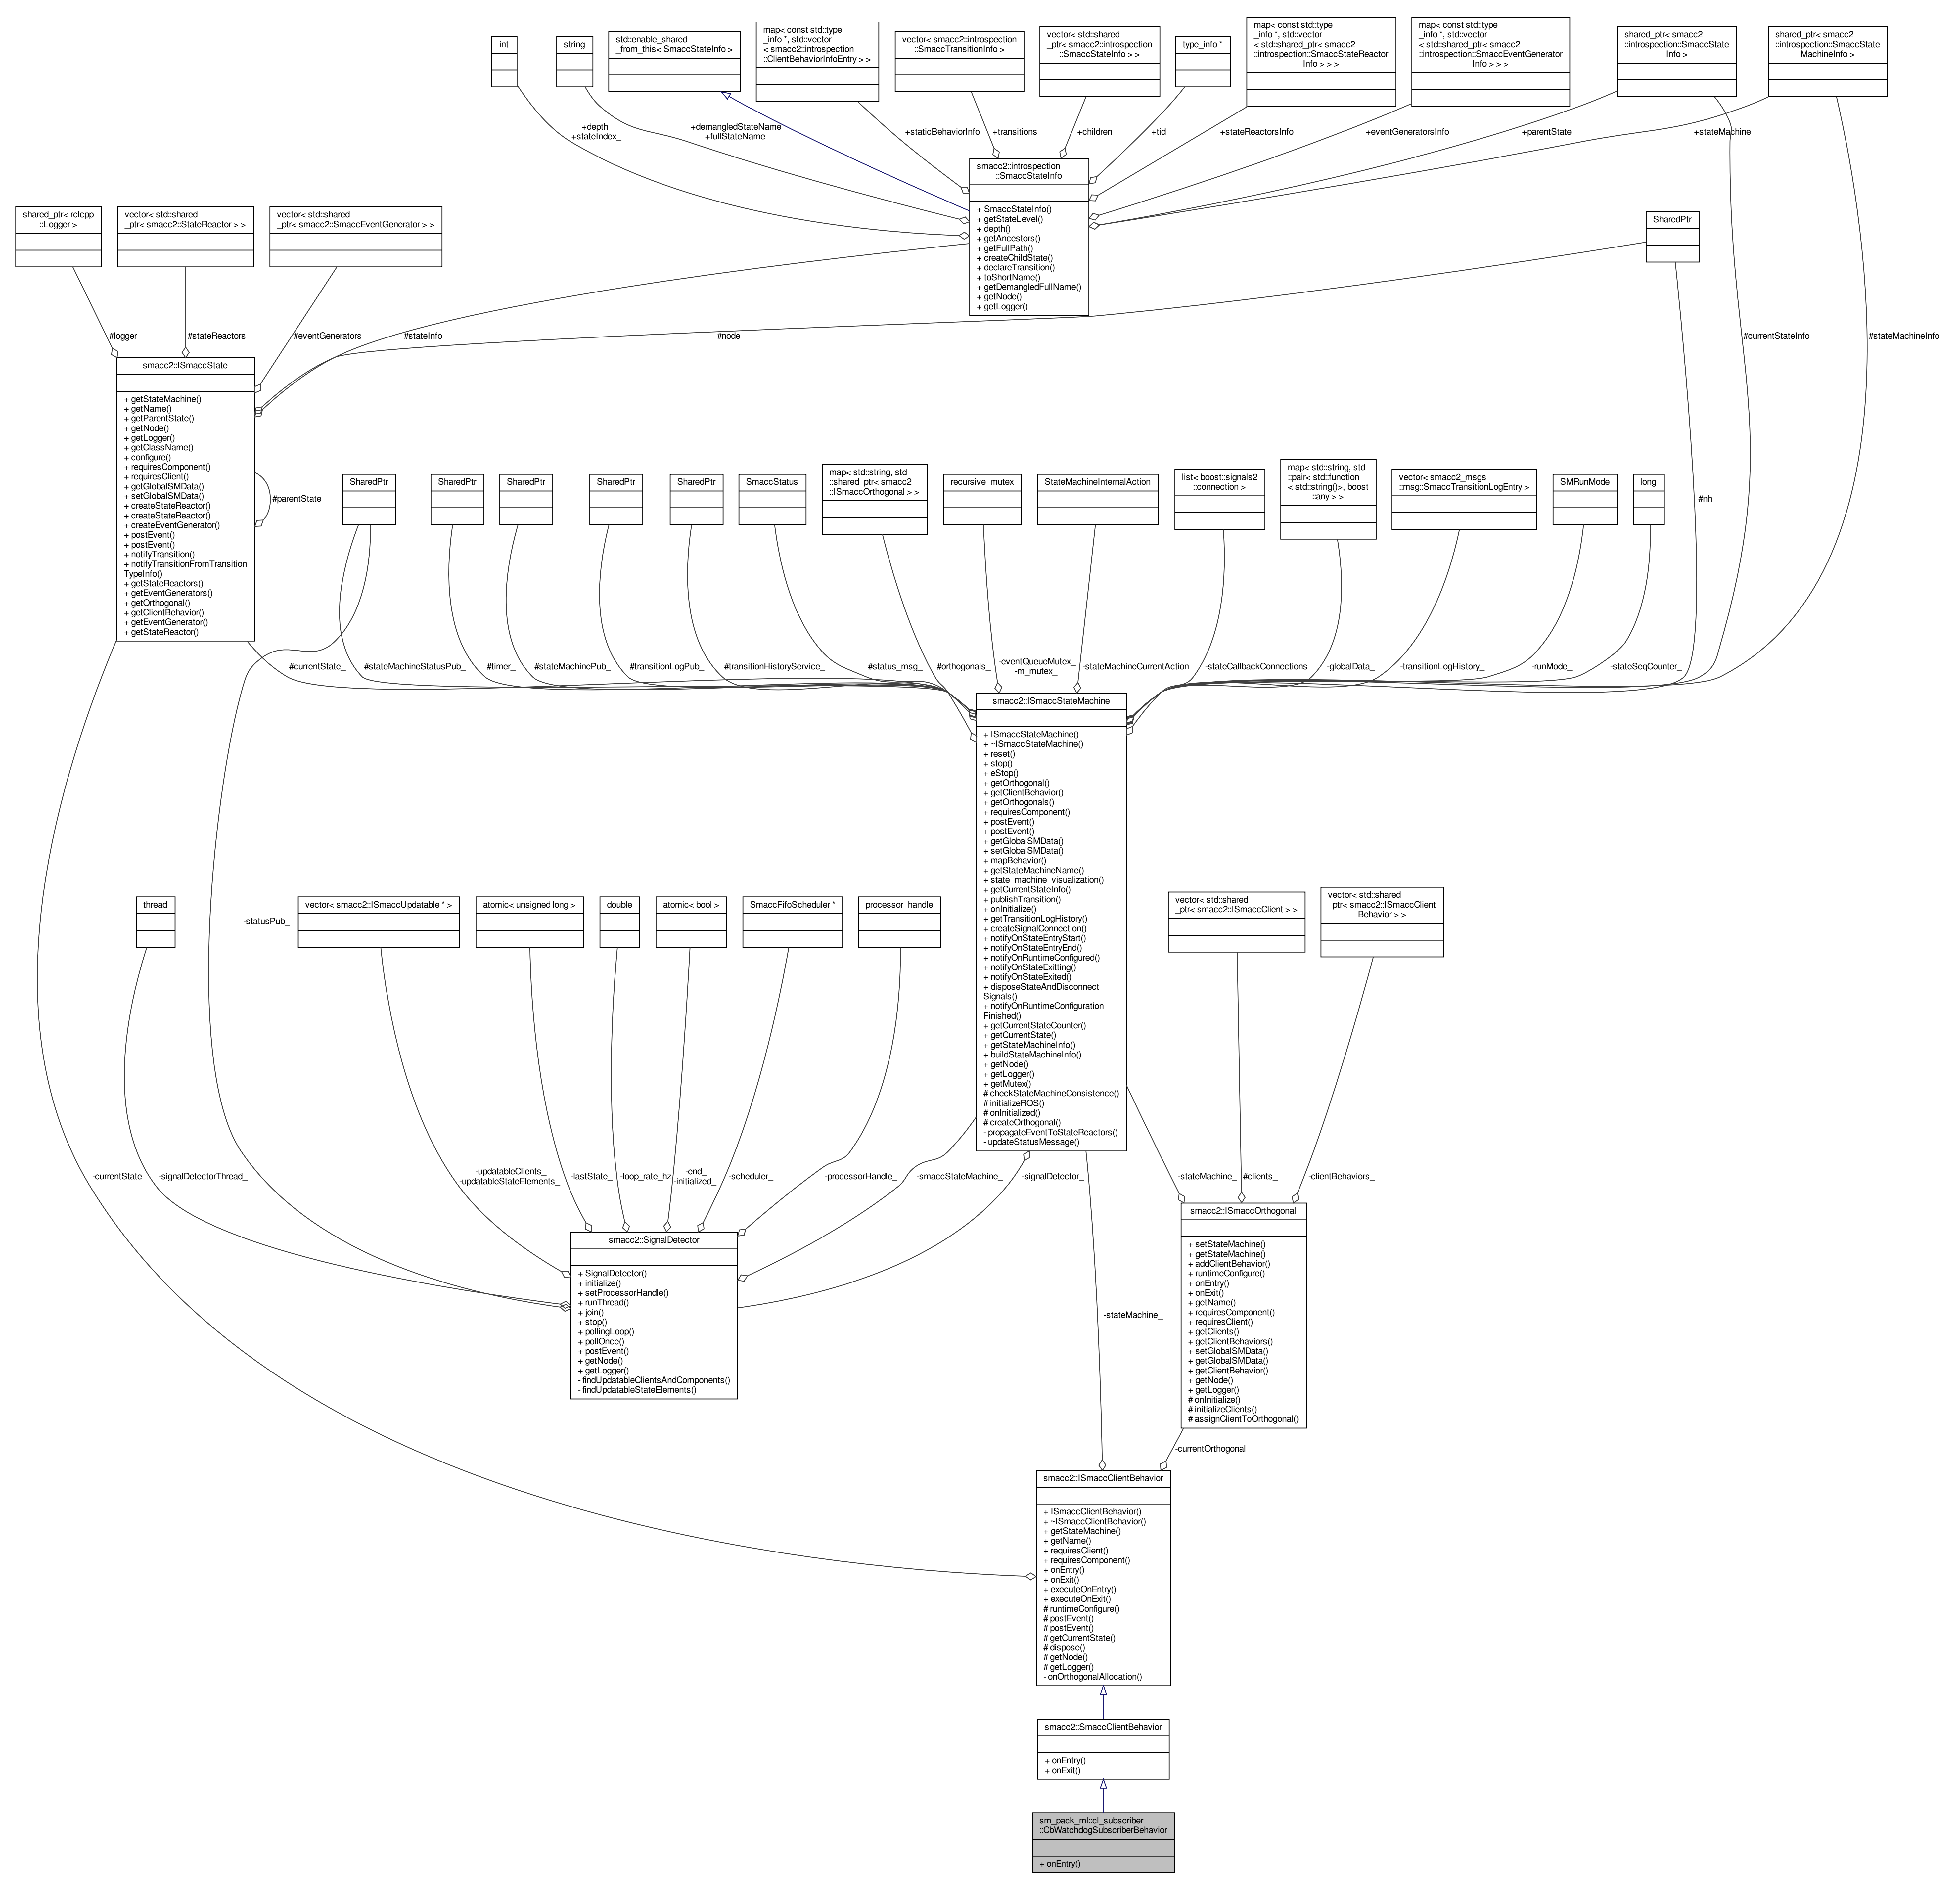 int
string
std::enable_shared
_from_this< SmaccStateInfo >
map< const std::type
_info *, std::vector
< smacc2::introspection
::ClientBehaviorInfoEntry > >
vector< smacc2::introspection
::SmaccTransitionInfo >
vector< std::shared
_ptr< smacc2::introspection
::SmaccStateInfo > >
type_info *
map< const std::type
_info *, std::vector
< std::shared_ptr< smacc2
::introspection::SmaccStateReactor
Info > > >
map< const std::type
_info *, std::vector
< std::shared_ptr< smacc2
::introspection::SmaccEventGenerator
Info > > >
shared_ptr< smacc2
::introspection::SmaccState
Info >
shared_ptr< smacc2
::introspection::SmaccState
MachineInfo >
+depth_
+stateIndex_
+demangledStateName
+fullStateName
+staticBehaviorInfo
+transitions_
+children_
+tid_
+stateReactorsInfo
+eventGeneratorsInfo
+parentState_
+stateMachine_
smacc2::introspection
::SmaccStateInfo
+ SmaccStateInfo()
+ getStateLevel()
+ depth()
+ getAncestors()
+ getFullPath()
+ createChildState()
+ declareTransition()
+ toShortName()
+ getDemangledFullName()
+ getNode()
+ getLogger()
shared_ptr< rclcpp
::Logger >
vector< std::shared
_ptr< smacc2::StateReactor > >
vector< std::shared
_ptr< smacc2::SmaccEventGenerator > >
SharedPtr
#logger_
#stateReactors_
#eventGenerators_
#stateInfo_
#node_
#currentStateInfo_
#stateMachineInfo_
smacc2::ISmaccState
+ getStateMachine()
+ getName()
+ getParentState()
+ getNode()
+ getLogger()
+ getClassName()
+ configure()
+ requiresComponent()
+ requiresClient()
+ getGlobalSMData()
+ setGlobalSMData()
+ createStateReactor()
+ createStateReactor()
+ createEventGenerator()
+ postEvent()
+ postEvent()
+ notifyTransition()
+ notifyTransitionFromTransition
TypeInfo()
+ getStateReactors()
+ getEventGenerators()
+ getOrthogonal()
+ getClientBehavior()
+ getEventGenerator()
+ getStateReactor()
#parentState_
SharedPtr
SharedPtr
SharedPtr
SharedPtr
SharedPtr
SmaccStatus
map< std::string, std
::shared_ptr< smacc2
::ISmaccOrthogonal > >
recursive_mutex
StateMachineInternalAction
list< boost::signals2
::connection >
map< std::string, std
::pair< std::function
< std::string()>, boost
::any > >
vector< smacc2_msgs
::msg::SmaccTransitionLogEntry >
SMRunMode
long
#nh_
#currentState_
#stateMachineStatusPub_
#timer_
#stateMachinePub_
#transitionLogPub_
#transitionHistoryService_
#status_msg_
#orthogonals_
-eventQueueMutex_
-m_mutex_
-stateMachineCurrentAction
-stateCallbackConnections
-globalData_
-transitionLogHistory_
-runMode_
-stateSeqCounter_
smacc2::ISmaccStateMachine
+ ISmaccStateMachine()
+ ~ISmaccStateMachine()
+ reset()
+ stop()
+ eStop()
+ getOrthogonal()
+ getClientBehavior()
+ getOrthogonals()
+ requiresComponent()
+ postEvent()
+ postEvent()
+ getGlobalSMData()
+ setGlobalSMData()
+ mapBehavior()
+ getStateMachineName()
+ state_machine_visualization()
+ getCurrentStateInfo()
+ publishTransition()
+ onInitialize()
+ getTransitionLogHistory()
+ createSignalConnection()
+ notifyOnStateEntryStart()
+ notifyOnStateEntryEnd()
+ notifyOnRuntimeConfigured()
+ notifyOnStateExitting()
+ notifyOnStateExited()
+ disposeStateAndDisconnect
Signals()
+ notifyOnRuntimeConfiguration
Finished()
+ getCurrentStateCounter()
+ getCurrentState()
+ getStateMachineInfo()
+ buildStateMachineInfo()
+ getNode()
+ getLogger()
+ getMutex()
# checkStateMachineConsistence()
# initializeROS()
# onInitialized()
# createOrthogonal()
- propagateEventToStateReactors()
- updateStatusMessage()
thread
-statusPub_
vector< smacc2::ISmaccUpdatable * >
atomic< unsigned long >
double
atomic< bool >
SmaccFifoScheduler *
processor_handle
vector< std::shared
_ptr< smacc2::ISmaccClient > >
vector< std::shared
_ptr< smacc2::ISmaccClient
Behavior > >
-currentState
-signalDetectorThread_
-updatableClients_
-updatableStateElements_
-lastState_
-loop_rate_hz
-end_
-initialized_
-scheduler_
-processorHandle_
-smaccStateMachine_
-signalDetector_
-stateMachine_
#clients_
-clientBehaviors_
smacc2::SignalDetector
+ SignalDetector()
+ initialize()
+ setProcessorHandle()
+ runThread()
+ join()
+ stop()
+ pollingLoop()
+ pollOnce()
+ postEvent()
+ getNode()
+ getLogger()
- findUpdatableClientsAndComponents()
- findUpdatableStateElements()
smacc2::ISmaccOrthogonal
+ setStateMachine()
+ getStateMachine()
+ addClientBehavior()
+ runtimeConfigure()
+ onEntry()
+ onExit()
+ getName()
+ requiresComponent()
+ requiresClient()
+ getClients()
+ getClientBehaviors()
+ setGlobalSMData()
+ getGlobalSMData()
+ getClientBehavior()
+ getNode()
+ getLogger()
# onInitialize()
# initializeClients()
# assignClientToOrthogonal()
-stateMachine_
-currentOrthogonal
smacc2::ISmaccClientBehavior
+ ISmaccClientBehavior()
+ ~ISmaccClientBehavior()
+ getStateMachine()
+ getName()
+ requiresClient()
+ requiresComponent()
+ onEntry()
+ onExit()
+ executeOnEntry()
+ executeOnExit()
# runtimeConfigure()
# postEvent()
# postEvent()
# getCurrentState()
# dispose()
# getNode()
# getLogger()
- onOrthogonalAllocation()
smacc2::SmaccClientBehavior
+ onEntry()
+ onExit()
sm_pack_ml::cl_subscriber
::CbWatchdogSubscriberBehavior
+ onEntry()